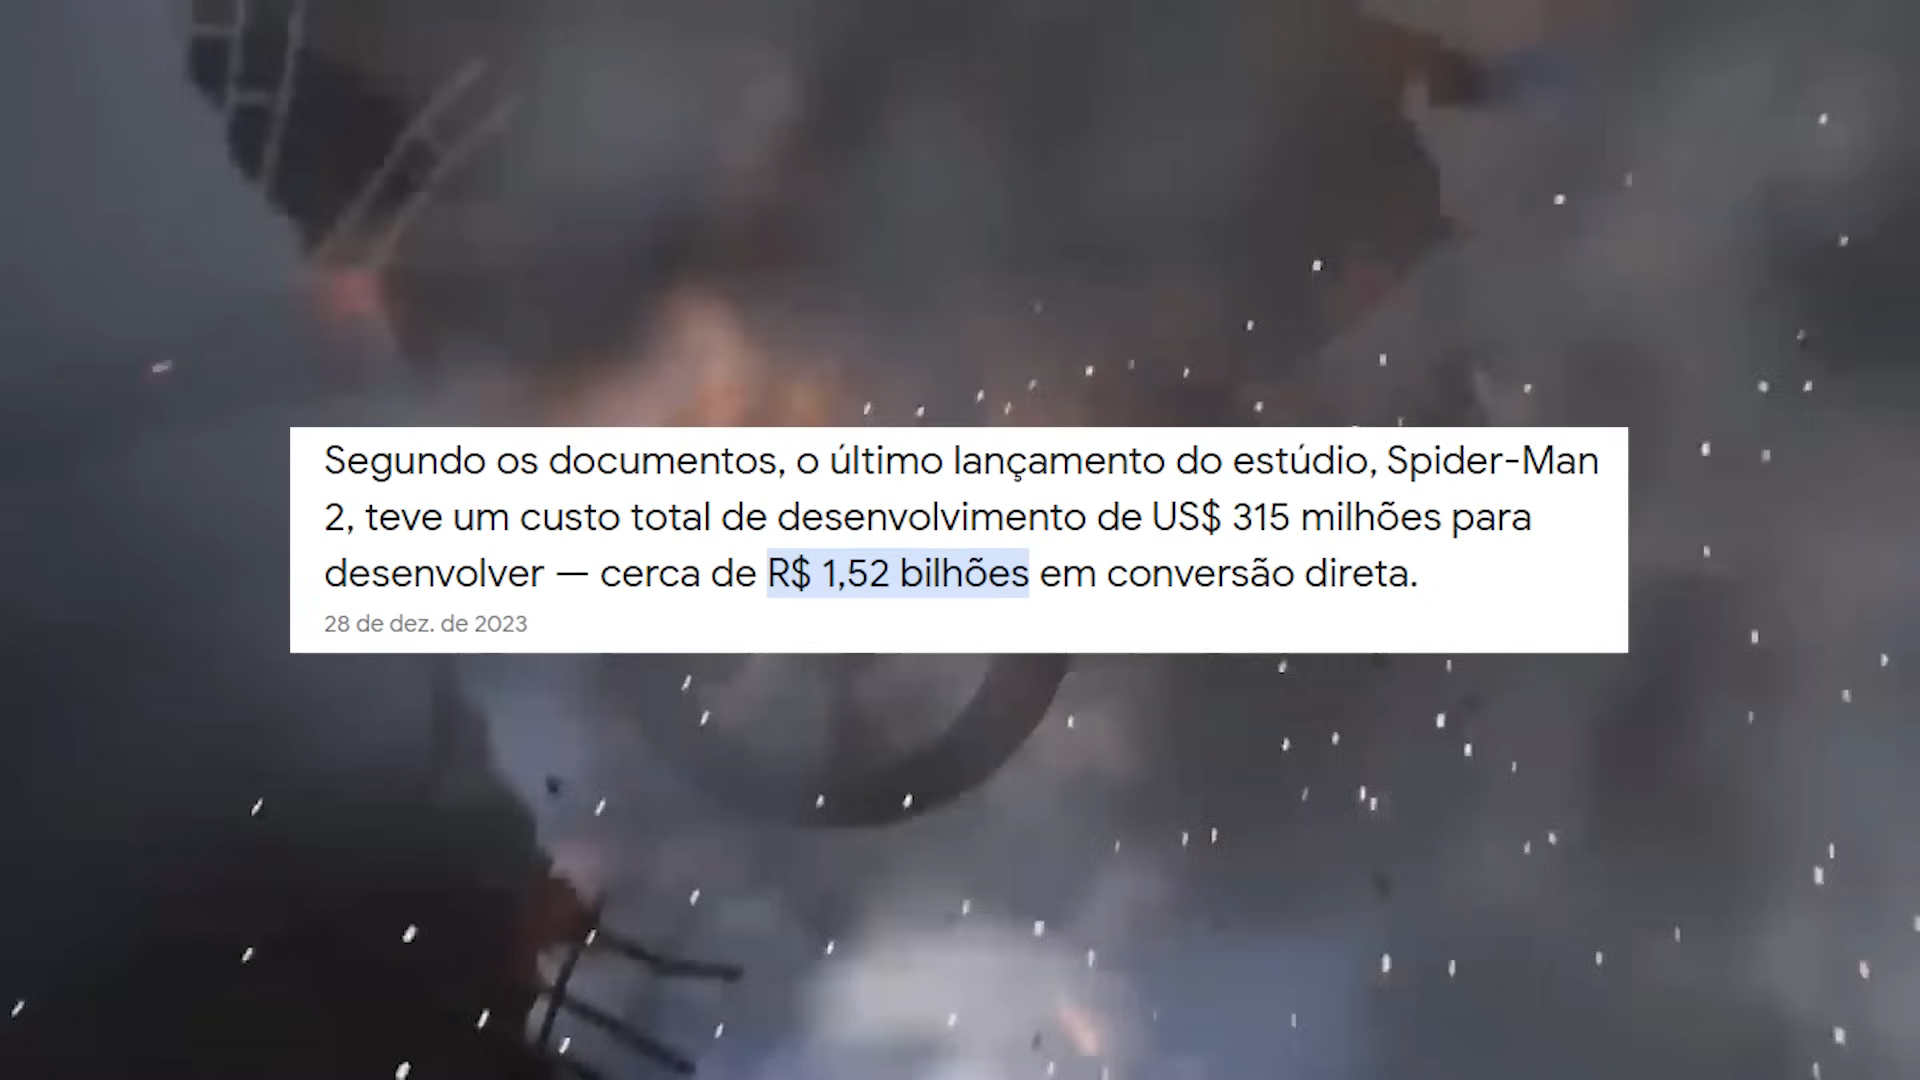 Segundo os documentos, o último lançamento do estúdio, Spider-Man
2, teve um custo total de desenvolvimento de US$ 315 milhões para
desenvolver — cerca de R$ 1,52 bilhões em conversão direta.
28 de dez. de 2023